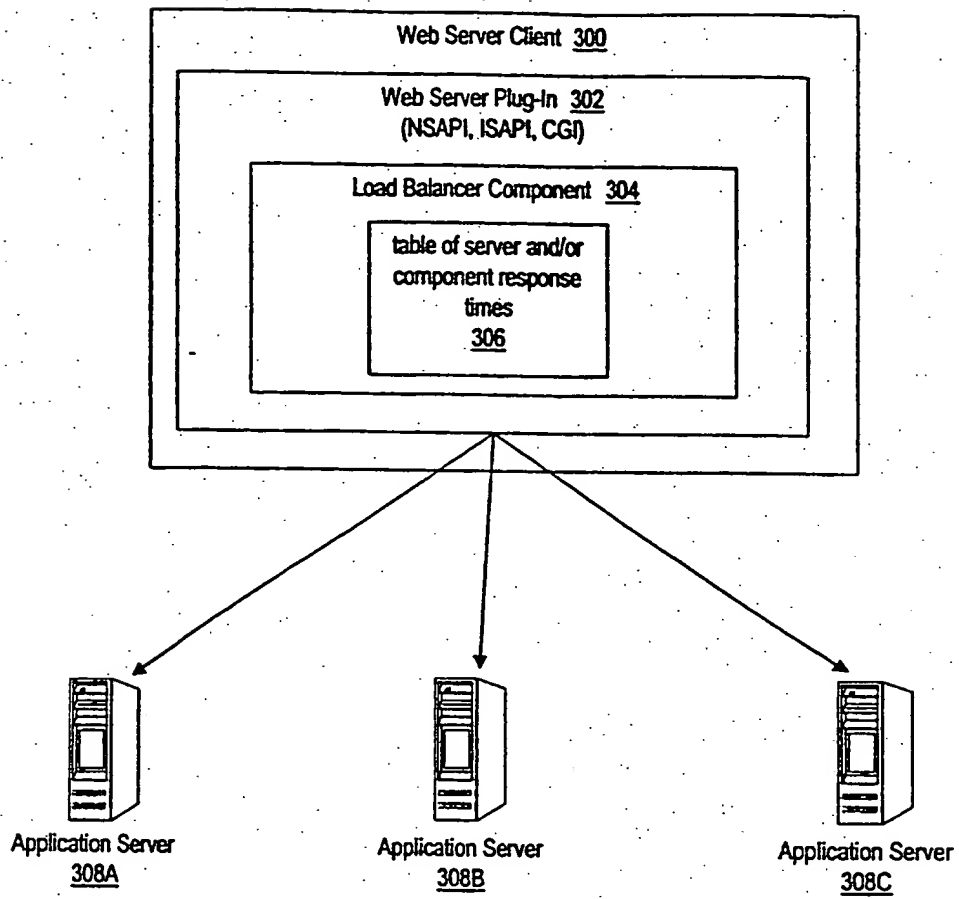 Web Server Client 300
Web Server Plug-In 302
(NSAPI, ISAPI, CGI)
Load Balancer Component 304
table of server and/or
component response
times
306
Application Server
308A
Application Server
308B
Application Server
308C